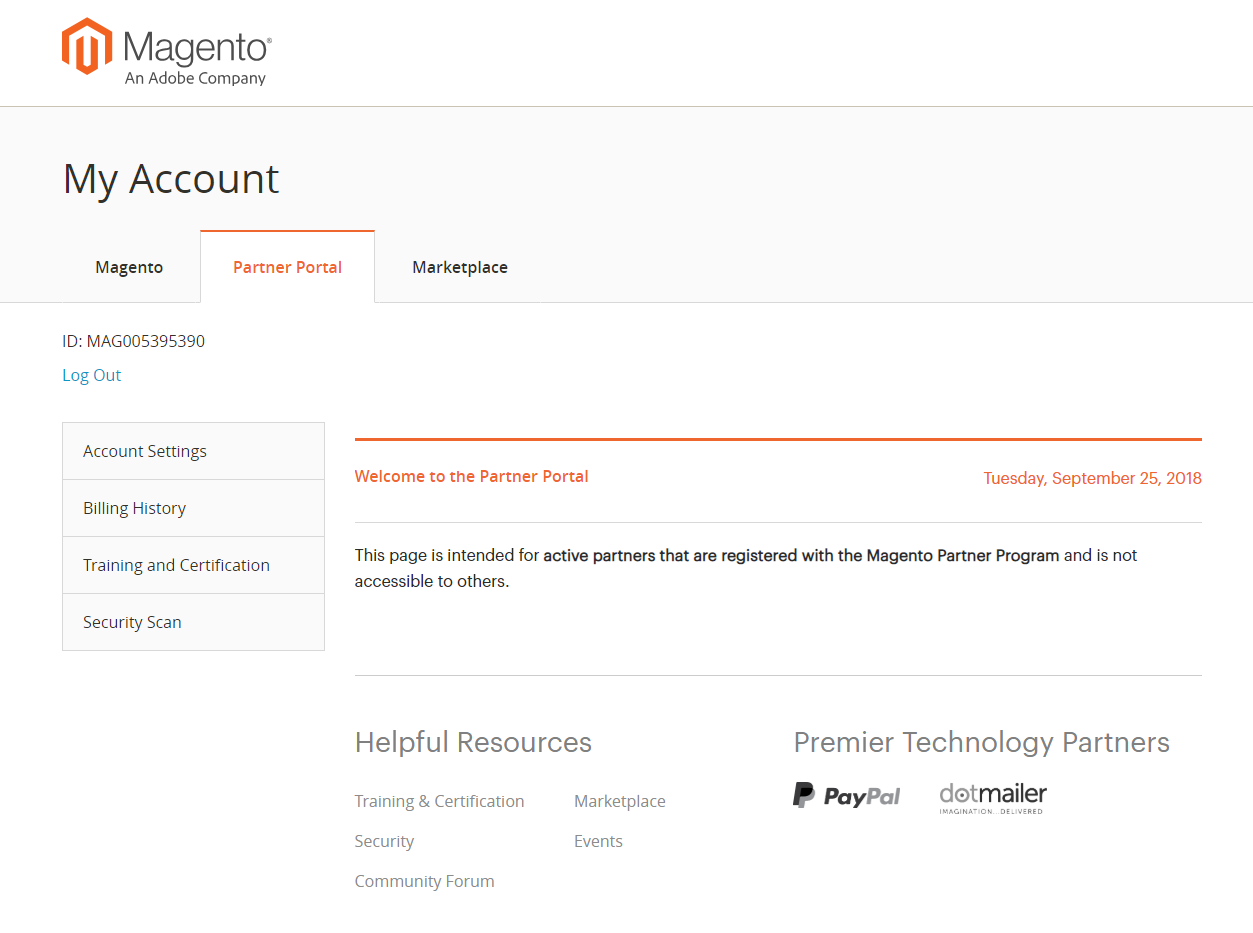 Magento®
An Adobe Company
My Account
Magento
Partner Portal
Marketplace
ID: MAG005395390
Log Out
Account Settings
Billing History
Training and Certification
Security Scan
Welcome to the Partner Portal
Tuesday, September 25, 2018
This page is intended for active partners that are registered with the Magento Partner Program and is not
accessible to others.
Helpful Resources
Training & Certification
Marketplace
Security
Events
Community Forum
Premier Technology Partners
PayPal
dotmailer
IMAGINATION...DELIVERED